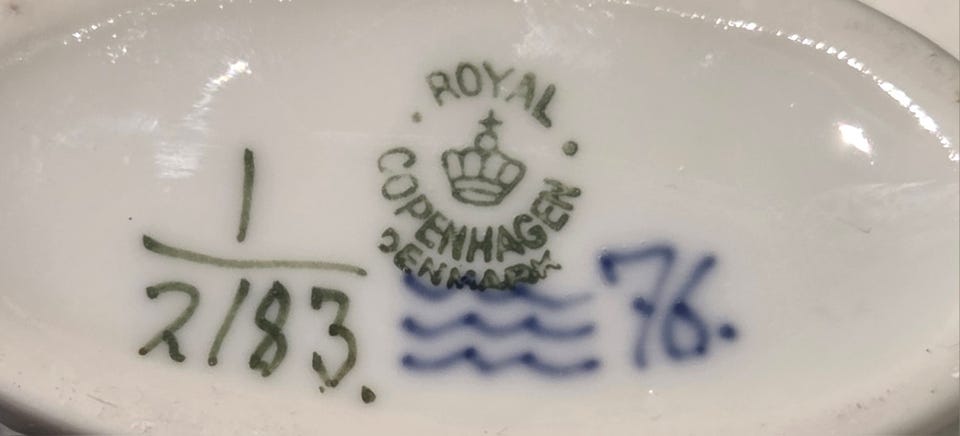 ROYAL
COPENHAGEN
DENMARK
1
2183.
76.